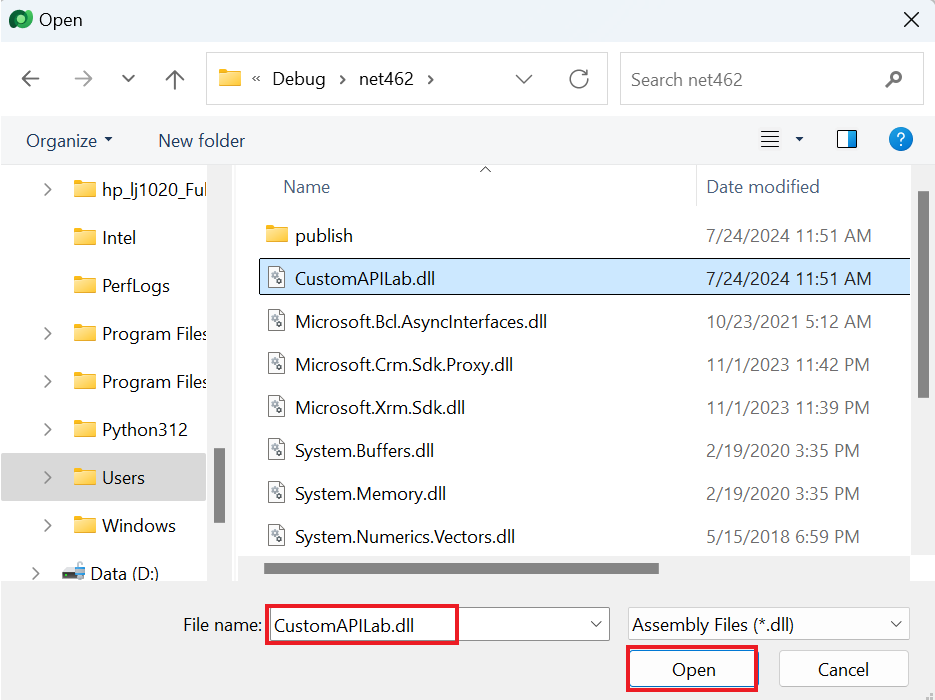 Open
« Debug > net462 >
Search net462
Organize
New folder
?
Name
Date modified
hp_lj1020_Ful
Intel
PerfLogs
Program Files
Program Files
Python312
Users
Windows
Data (D:)
publish 7/24/2024 11:51 AM
CustomAPILab.dll 7/24/2024 11:51 AM
Microsoft.Bcl.AsyncInterfaces.dll 10/23/2021 5:12 AM
Microsoft.Crm.Sdk.Proxy.dll 11/1/2023 11:42 PM
Microsoft.Xrm.Sdk.dll 11/1/2023 11:39 PM
System.Buffers.dll 2/19/2020 3:35 PM
System.Memory.dll 2/19/2020 3:35 PM
System.Numerics.Vectors.dll 5/15/2018 6:59 PM
File name: CustomAPILab.dll
Assembly Files (*.dll)
Open
Cancel